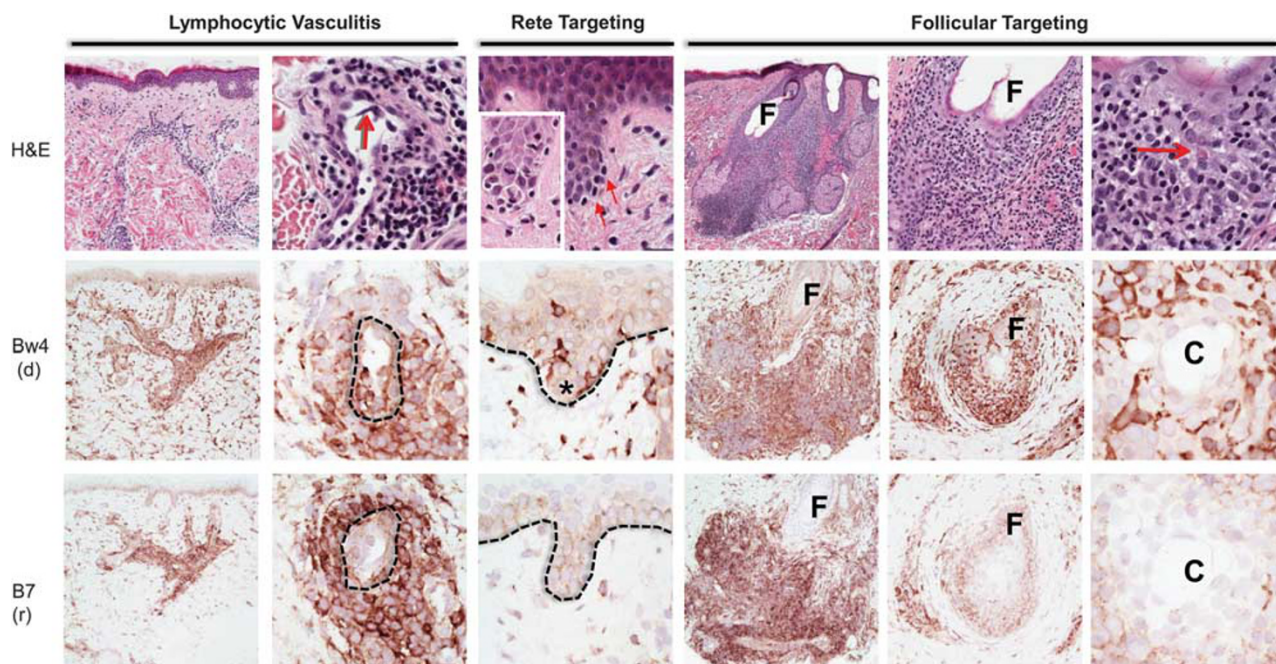 Lymphocytic Vasculitis Rete Targeting Follicular Targeting
H&E F F
Bw4 F F C
(d) *
B7 F F C
(r)